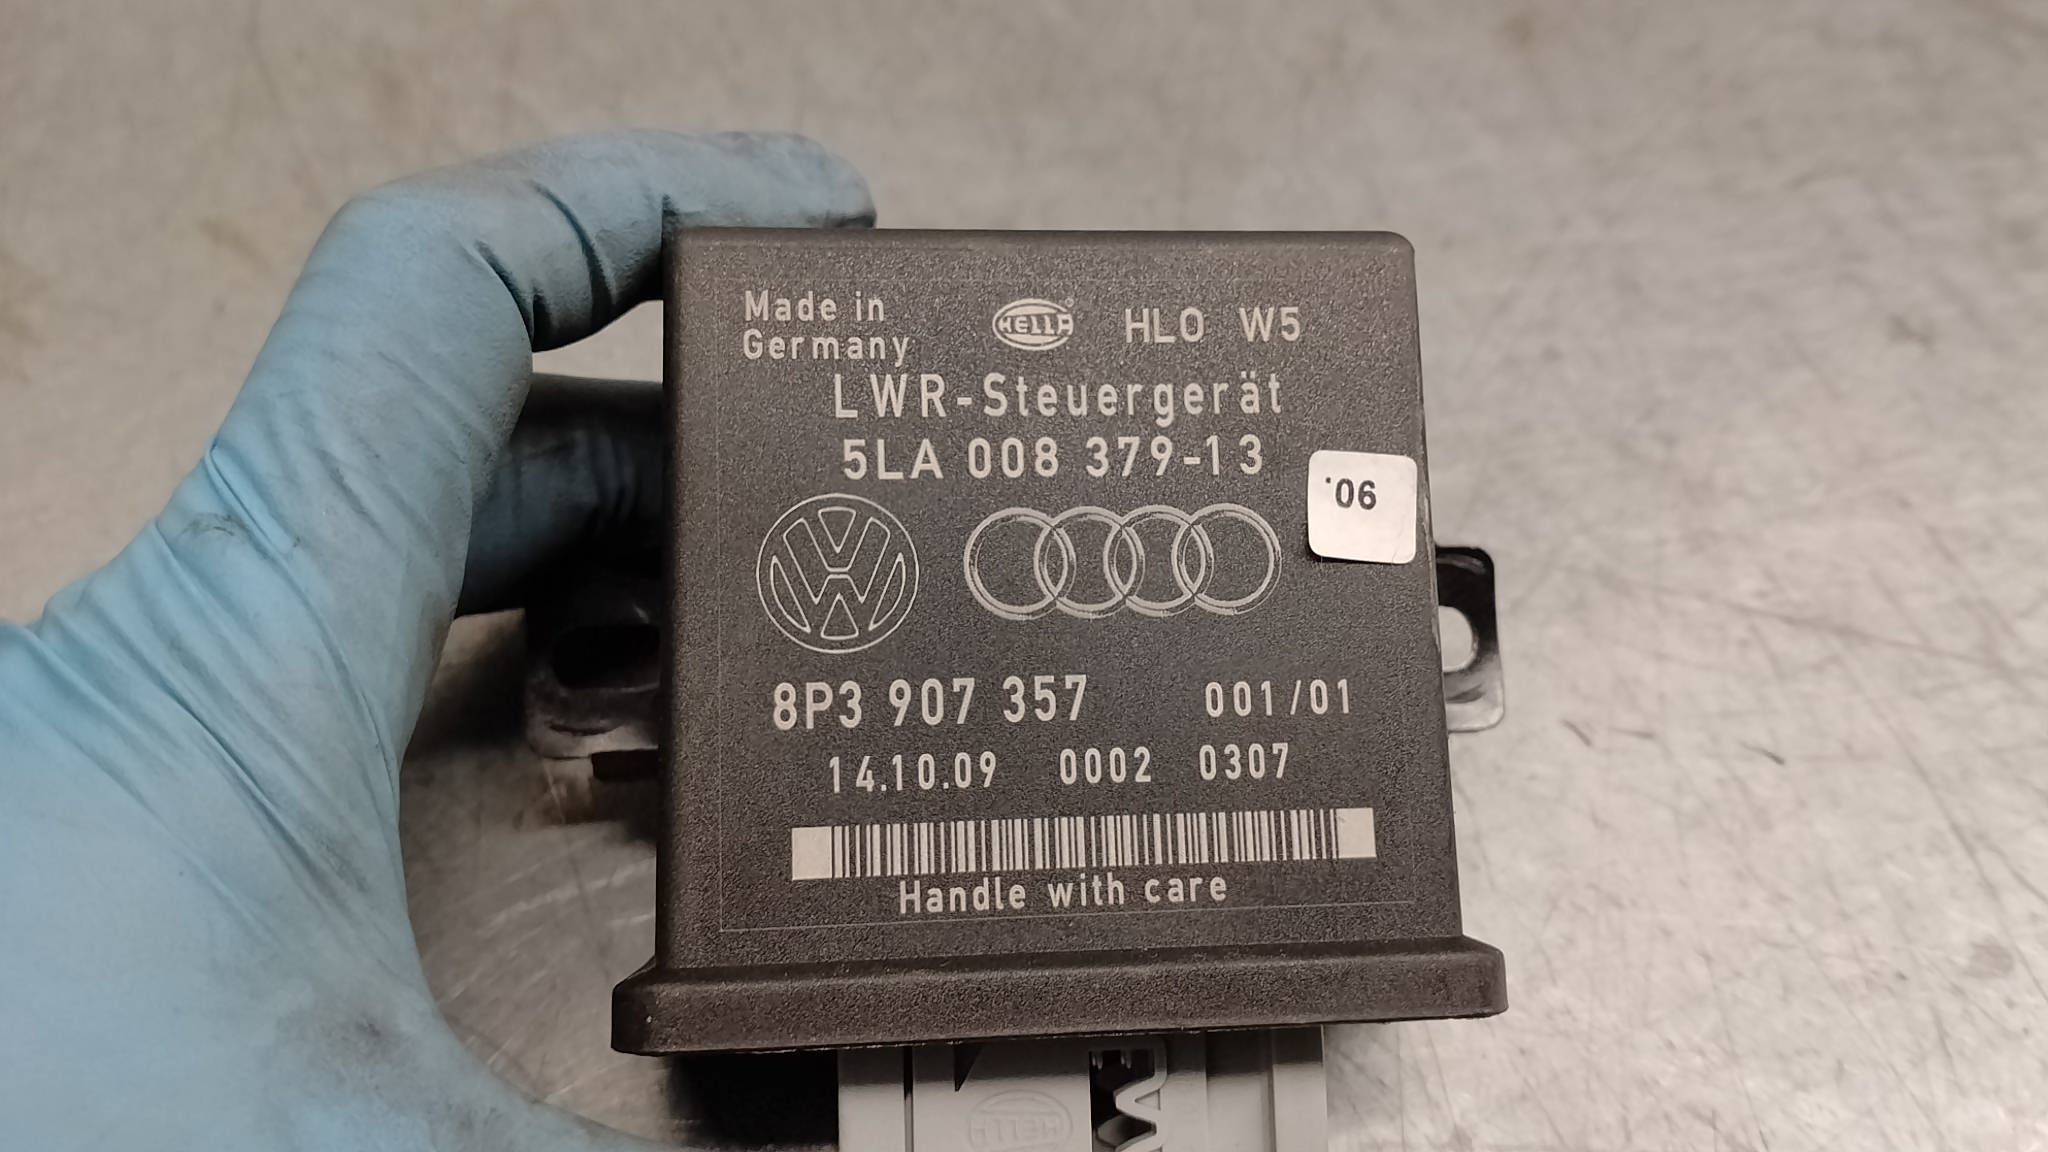 Made in
Germany
HELLA HLO W5
LWR-Steuergerät
5LA 008 379-13
.06
8P3 907 357 001/01
14.10.09 0002 0307
Handle with care
HELLA